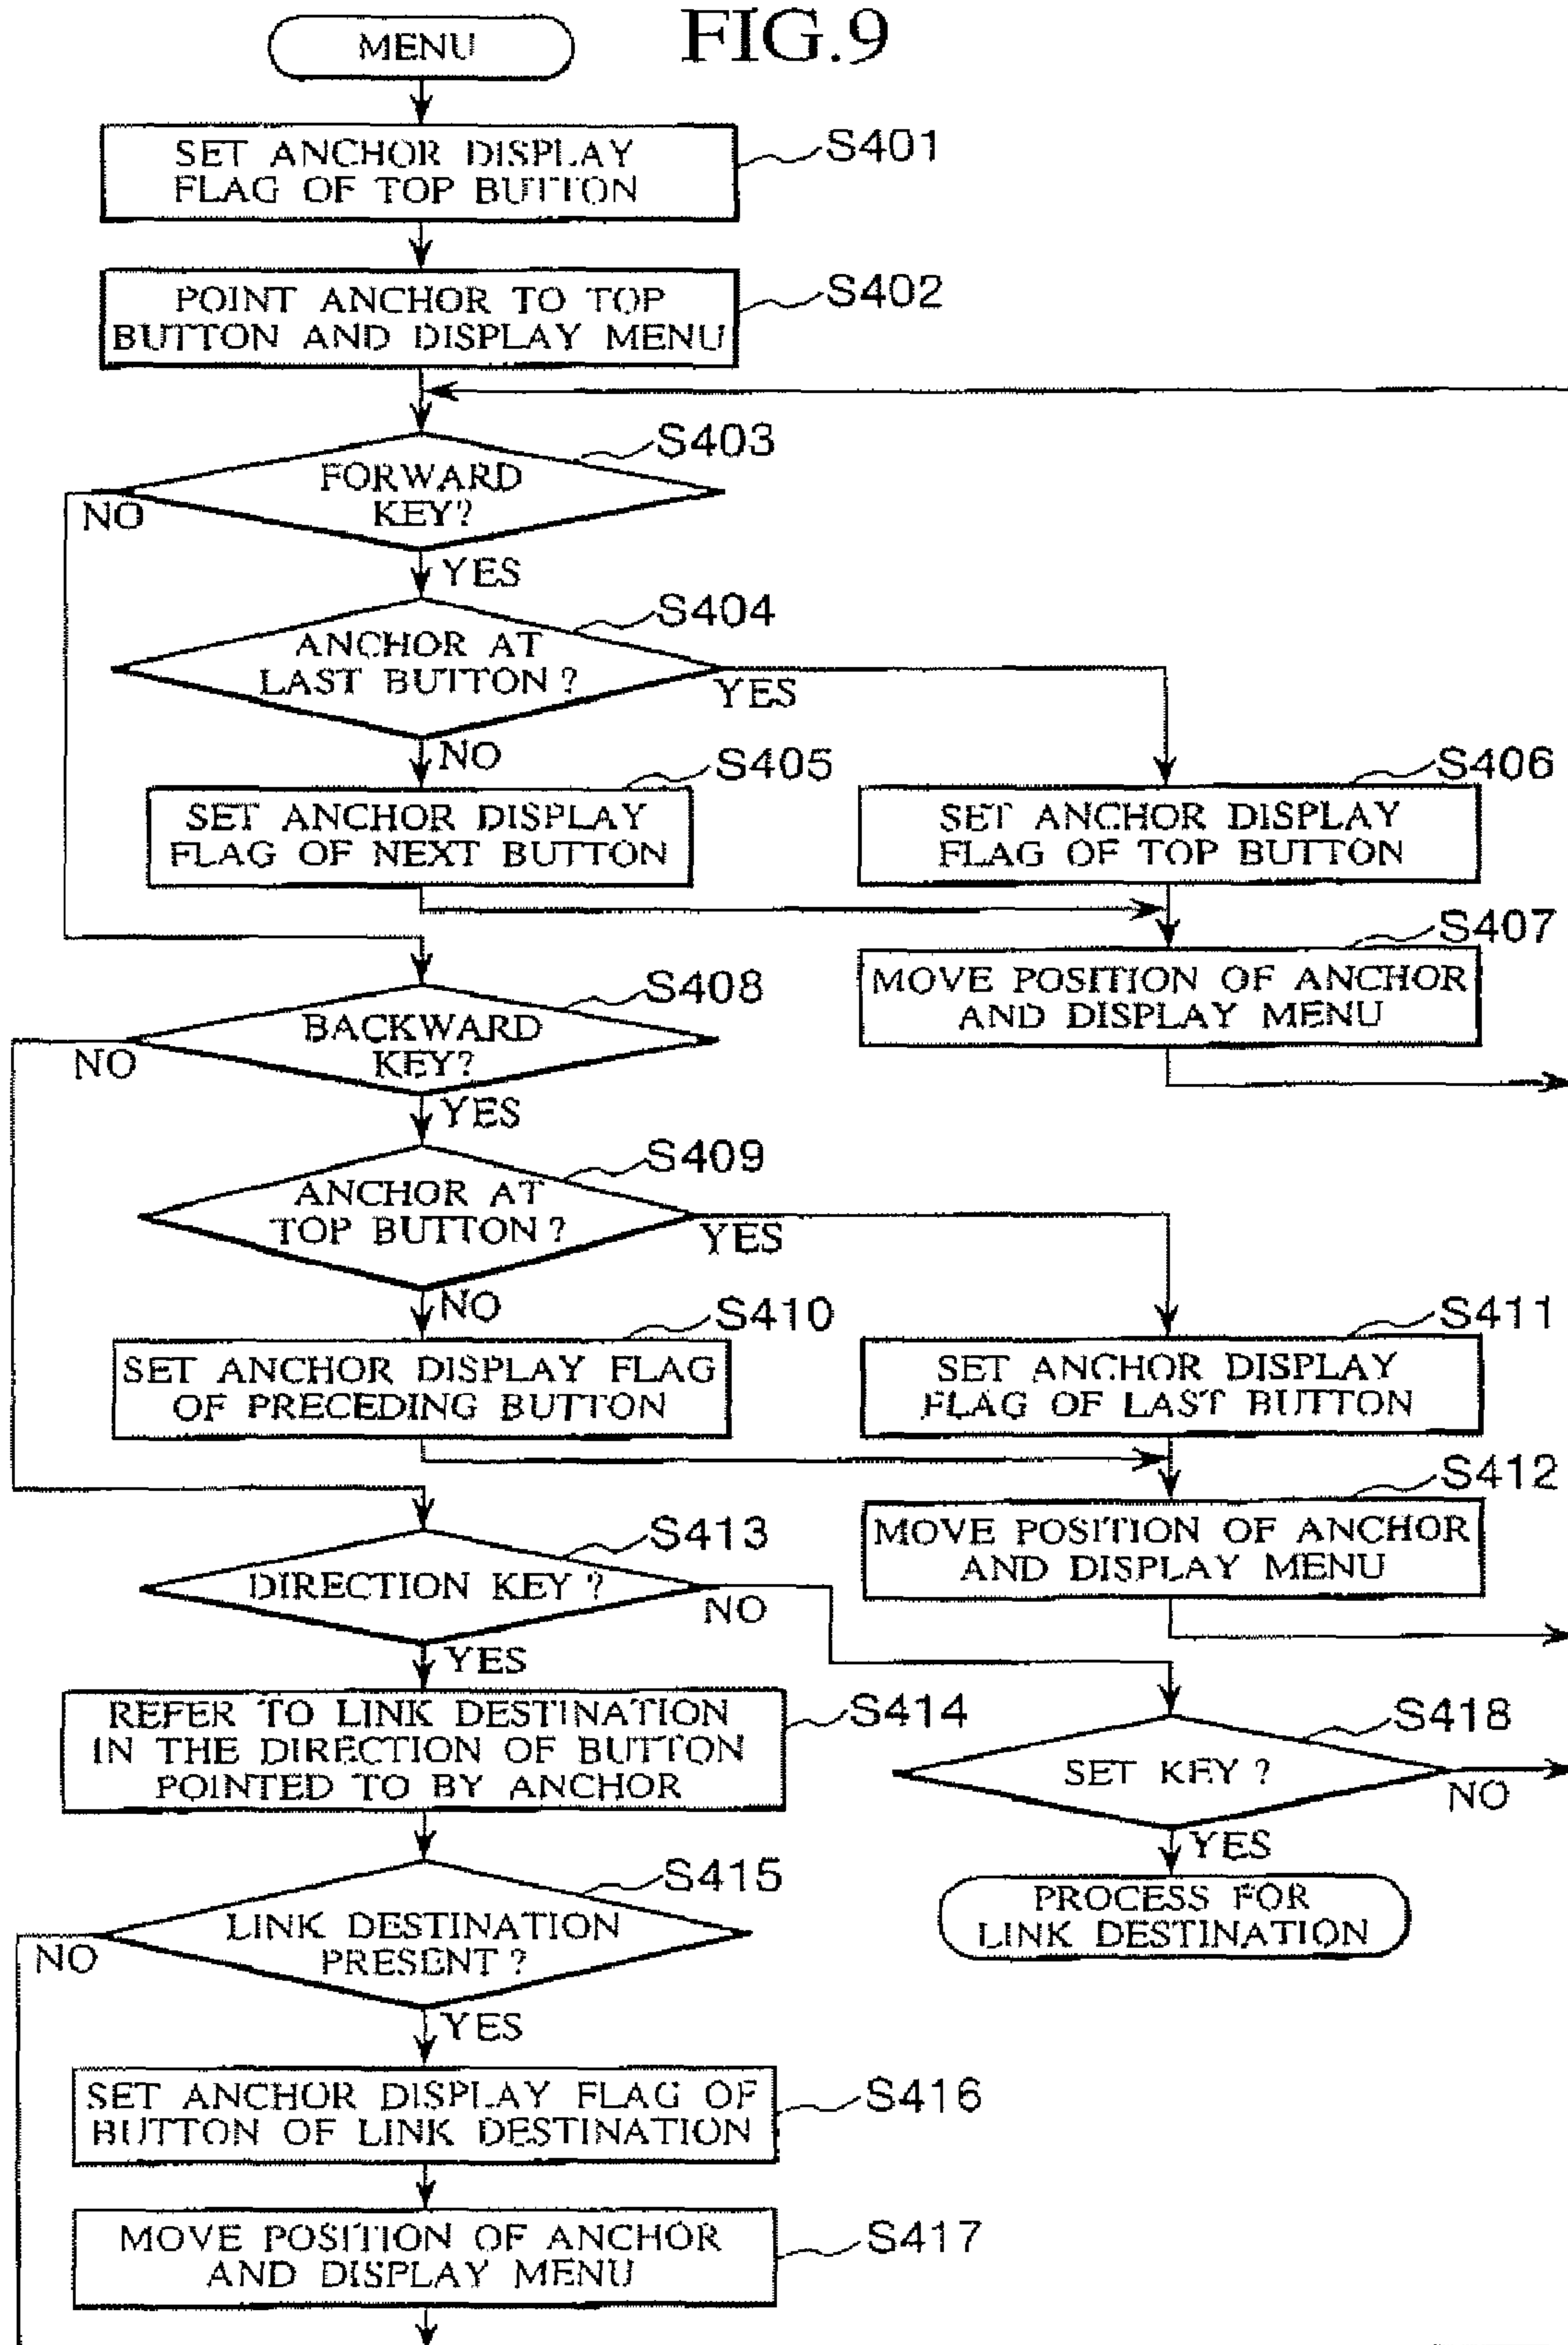 FIG.9
MENU
SET ANCHOR DISPLAY
FLAG OF TOP BUTTON
S401
POINT ANCHOR TO TOP
BUTTON AND DISPLAY MENU
S402
S403
FORWARD
KEY?
NO
YES
S404
ANCHOR AT
LAST BUTTON?
YES
NO
S405
SET ANCHOR DISPLAY
FLAG OF NEXT BUTTON
S406
SET ANCHOR DISPLAY
FLAG OF TOP BUTTON
S407
MOVE POSITION OF ANCHOR
AND DISPLAY MENU
S408
BACKWARD
KEY?
NO
YES
S409
ANCHOR AT
TOP BUTTON?
YES
NO
S410
SET ANCHOR DISPLAY FLAG
OF PRECEDING BUTTON
S411
SET ANCHOR DISPLAY
FLAG OF LAST BUTTON
S412
MOVE POSITION OF ANCHOR
AND DISPLAY MENU
S413
DIRECTION KEY?
NO
YES
REFER TO LINK DESTINATION
IN THE DIRECTION OF BUTTON
POINTED TO BY ANCHOR
S414
S418
SET KEY?
NO
YES
PROCESS FOR
LINK DESTINATION
S415
LINK DESTINATION
PRESENT?
NO
YES
SET ANCHOR DISPLAY FLAG OF
BUTTON OF LINK DESTINATION
S416
MOVE POSITION OF ANCHOR
AND DISPLAY MENU
S417